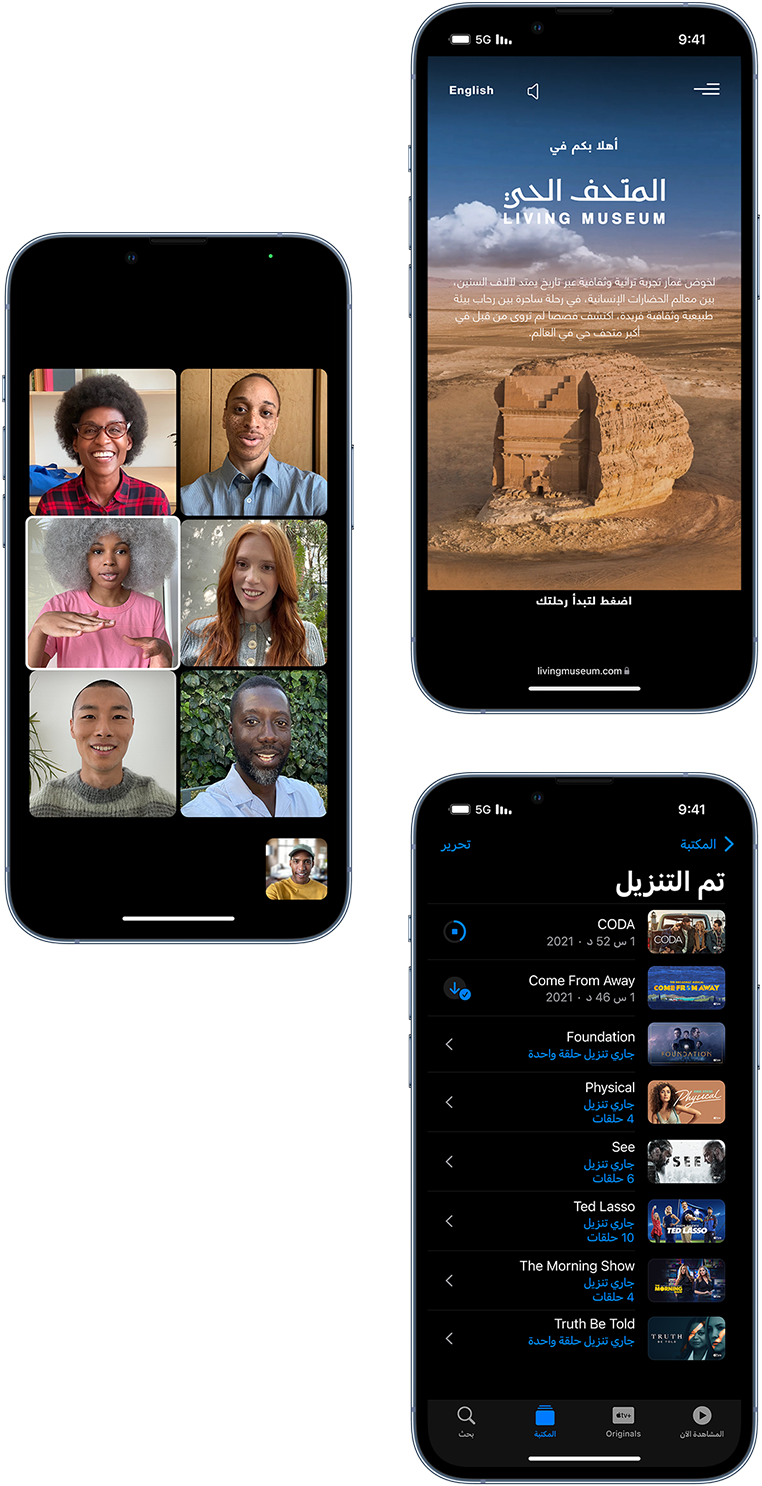 5G
9:41
English
أهلا بكم في
المتحف الحي
LIVING MUSEUM
لخوض غمار تجربة تراثية وثقافية عبر تاريخ يمتد لآلاف السنين،
بين معالم الحضارات الإنسانية، في رحلة ساحرة بين رحاب بيئة
طبيعية وثقافية فريدة، اكتشف قصصا لم تروى من قبل في
أكبر متحف حي في العالم.
اضغط لتبدأ رحلتك
livingmuseum.com
5G
9:41
المكتبة
تحرير
تم التنزيل
CODA
CODA
1 س 52 د · 2021
COME FROM AWAY
Come From Away
1 س 46 د · 2021
FOUNDATION
Foundation
جاري تنزيل حلقة واحدة
Physical
Physical
جاري تنزيل
4 حلقات
SEE
See
جاري تنزيل
6 حلقات
TED LASSO
Ted Lasso
جاري تنزيل
10 حلقات
MORNING
The Morning Show
جاري تنزيل
4 حلقات
TRUTH
BE TOLD
Truth Be Told
جاري تنزيل حلقة واحدة
المشاهدة الآن
tv+
Originals
المكتبة
بحث